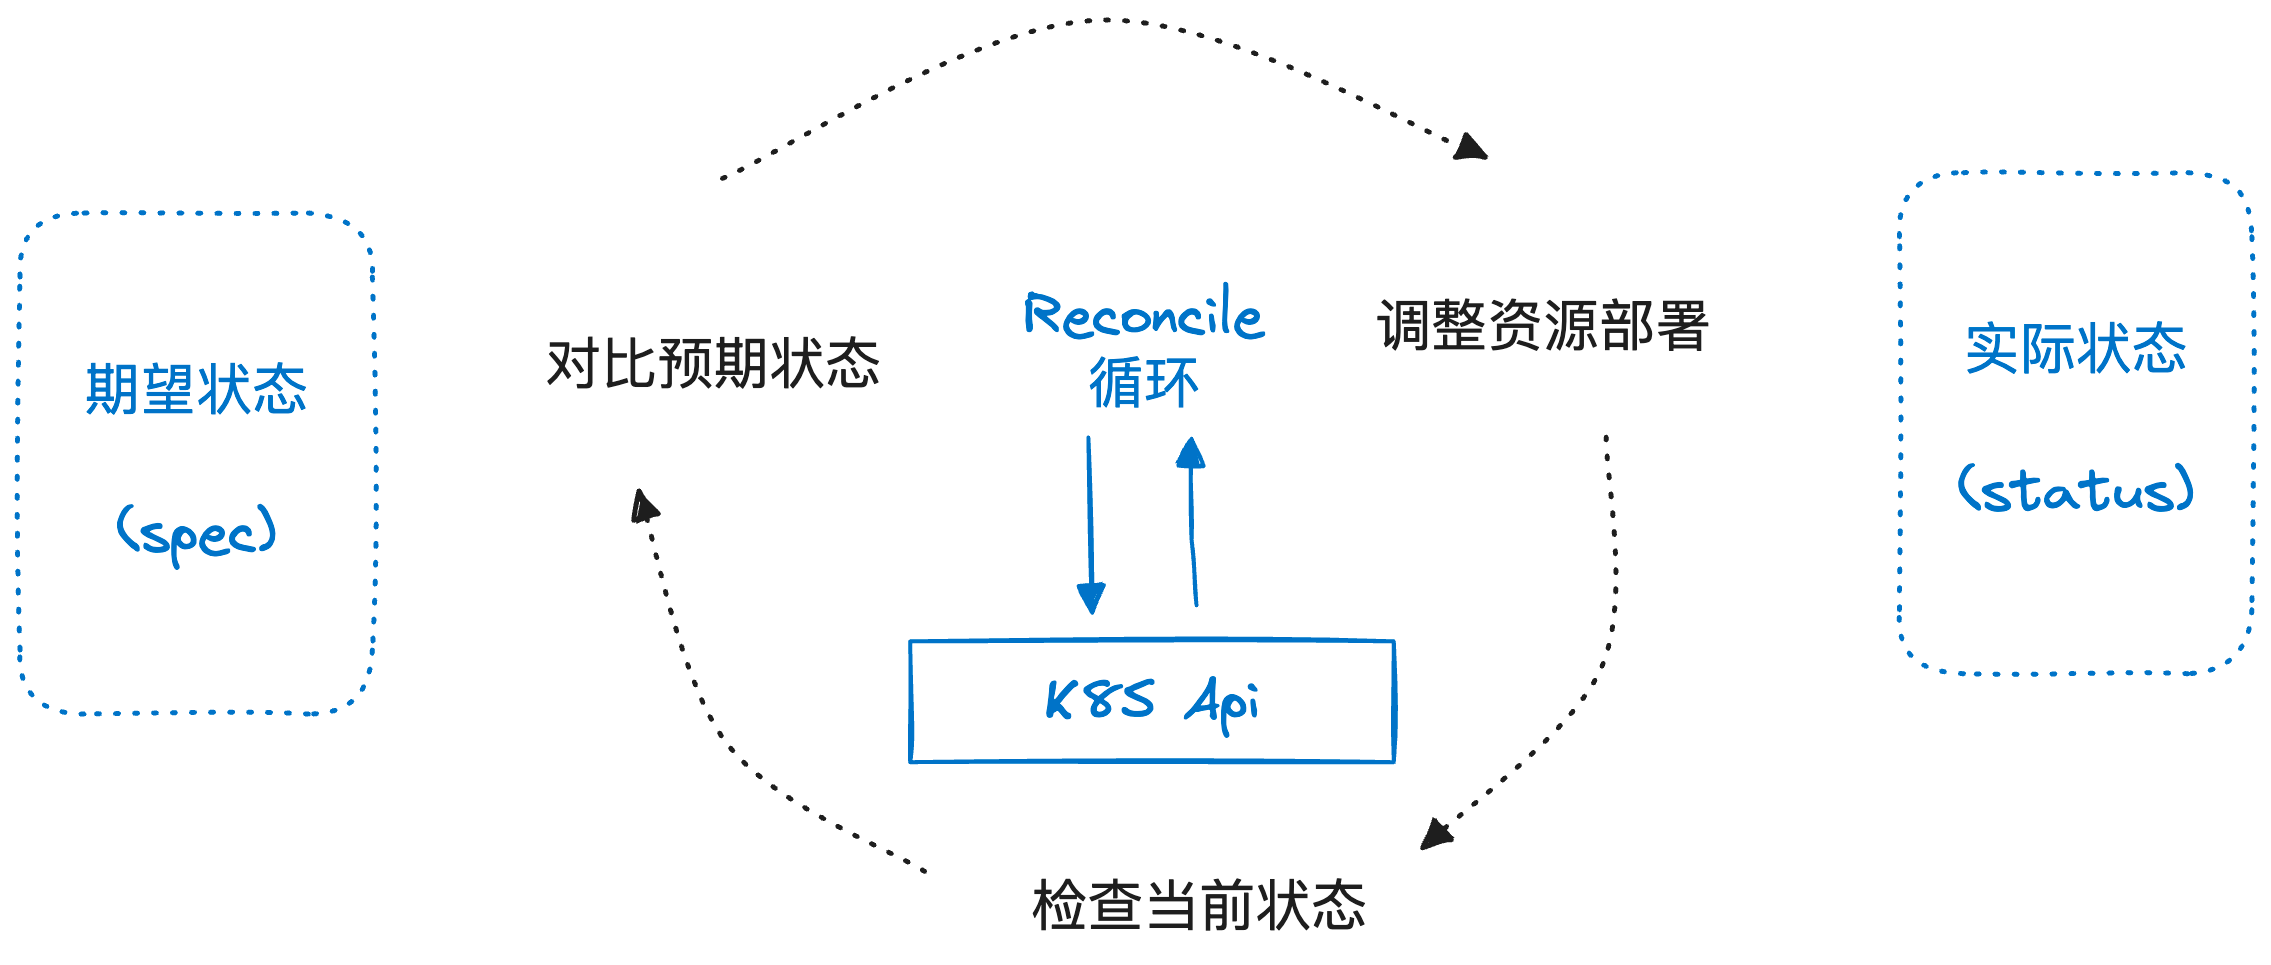 期望状态
(spec)
对比预期状态
Reconcile
循环
调整资源部署
实际状态
(status)
K8S Api
检查当前状态